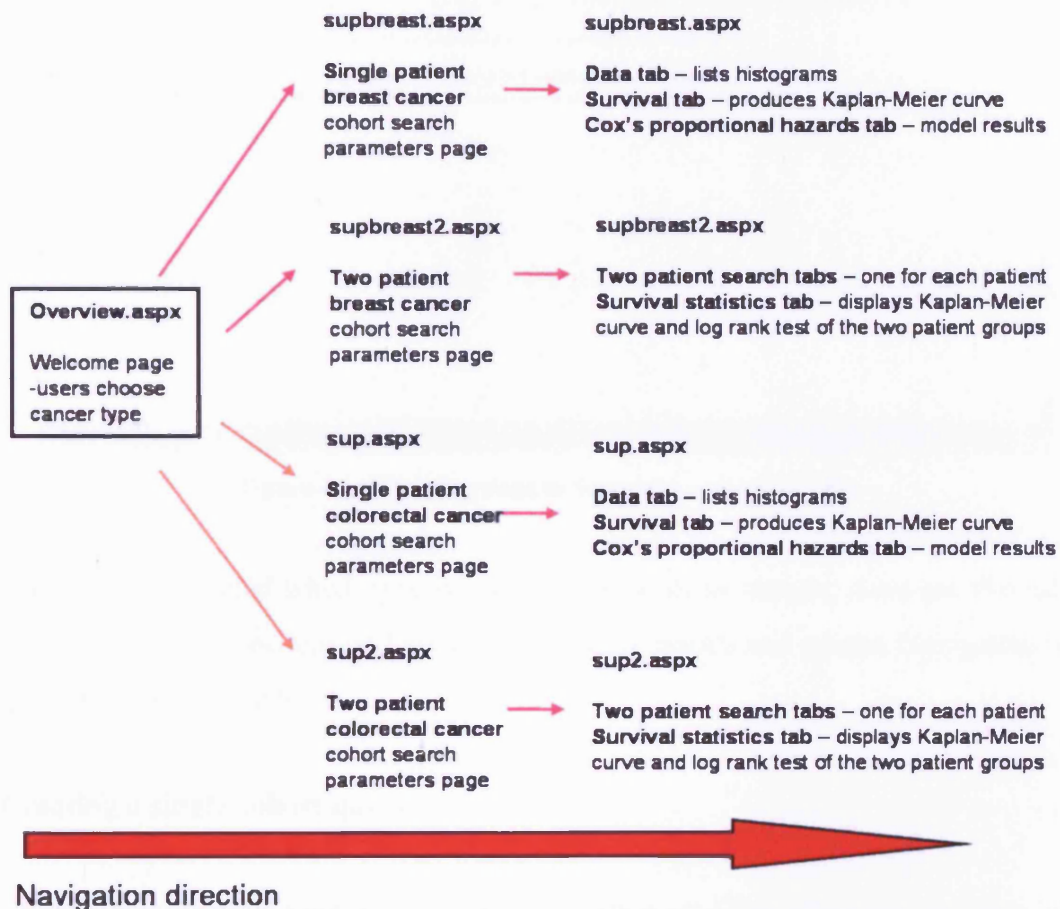 supbreast.aspx
Single patient
breast cancer
cohort search
parameters page
supbreast.aspx
Data tab – lists histograms
Survival tab – produces Kaplan-Meier curve
Cox's proportional hazards tab – model results
supbreast2.aspx
Two patient
breast cancer
cohort search
parameters page
supbreast2.aspx
Two patient search tabs – one for each patient
Survival statistics tab – displays Kaplan-Meier
curve and log rank test of the two patient groups
Overview.aspx
Welcome page
-users choose
cancer type
sup.aspx
Single patient
colorectal cancer
cohort search
parameters page
sup.aspx
Data tab – lists histograms
Survival tab – produces Kaplan-Meier curve
Cox's proportional hazards tab – model results
sup2.aspx
Two patient
colorectal cancer
cohort search
parameters page
sup2.aspx
Two patient search tabs – one for each patient
Survival statistics tab – displays Kaplan-Meier
curve and log rank test of the two patient groups
Navigation direction